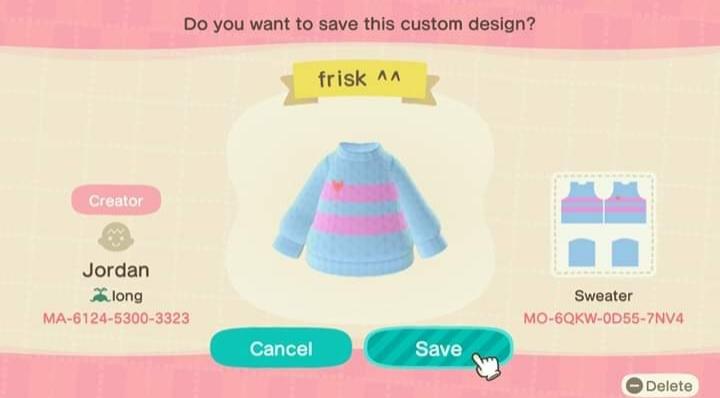 Do you want to save this custom design?
frisk ^^
Creator
Jordan
long
MA-6124-5300-3323
Sweater
MO-6QKW-0D55-7NV4
Cancel
Save
Delete